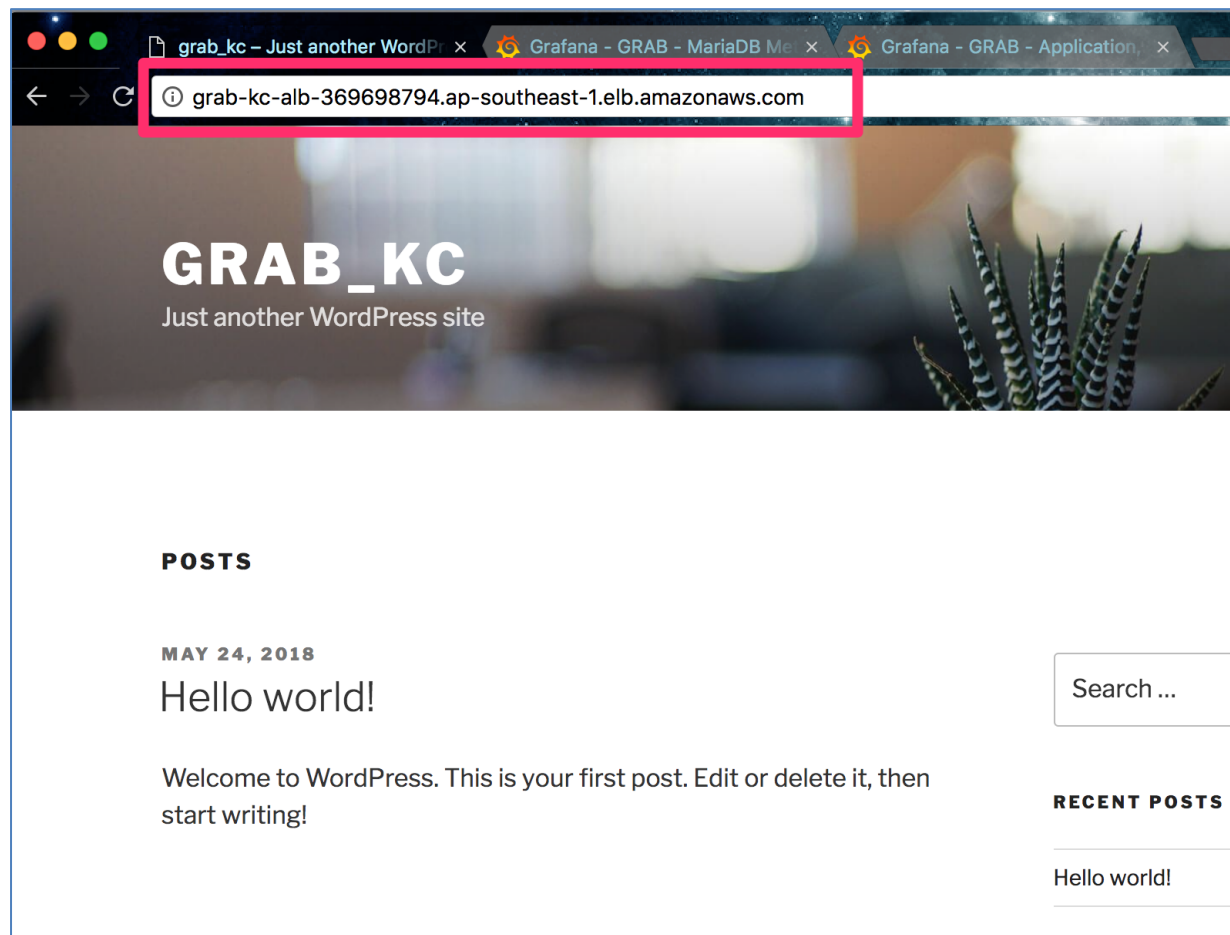 grab_kc – Just another WordPr
Grafana - GRAB - MariaDB Me
Grafana - GRAB - Application,
grab-kc-alb-369698794.ap-southeast-1.elb.amazonaws.com
GRAB_KC
Just another WordPress site
POSTS
MAY 24, 2018
Hello world!
Welcome to WordPress. This is your first post. Edit or delete it, then
start writing!
Search ...
RECENT POSTS
Hello world!